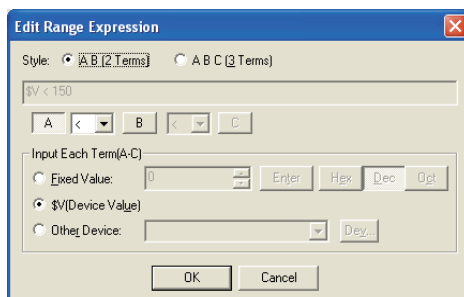 Edit Range Expression
Style: A B (2 Terms) A B C (3 Terms)
$V < 150
A < B < C
Input Each Term(A-C)
Fixed Value: 0 Enter Hex Dec Oct
$V(Device Value)
Other Device: Dev...
OK Cancel